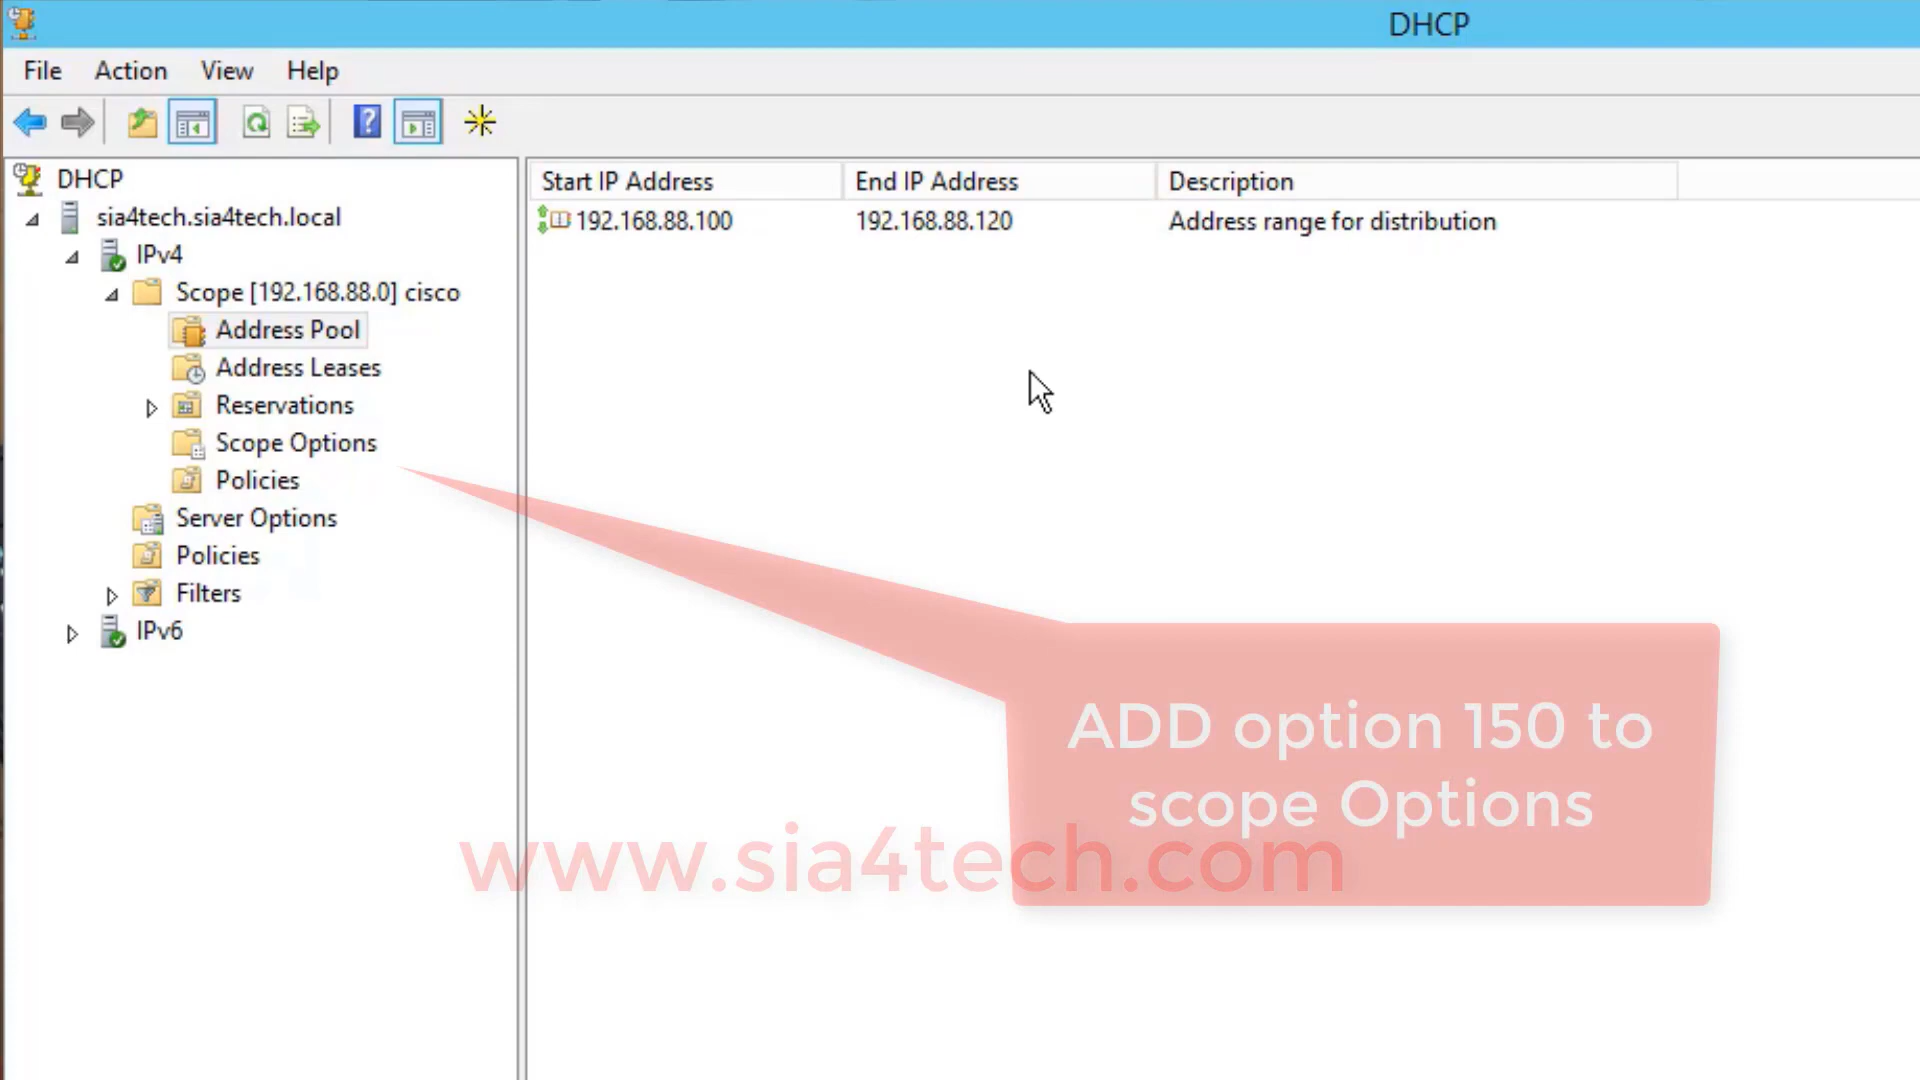 DHCP
File Action View Help
DHCP
sia4tech.sia4tech.local
IPv4
Scope [192.168.88.0] cisco
Address Pool
Address Leases
Reservations
Scope Options
Policies
Server Options
Policies
Filters
IPv6
Start IP Address End IP Address Description
192.168.88.100 192.168.88.120 Address range for distribution
ADD option 150 to
scope Options
www.sia4tech.com